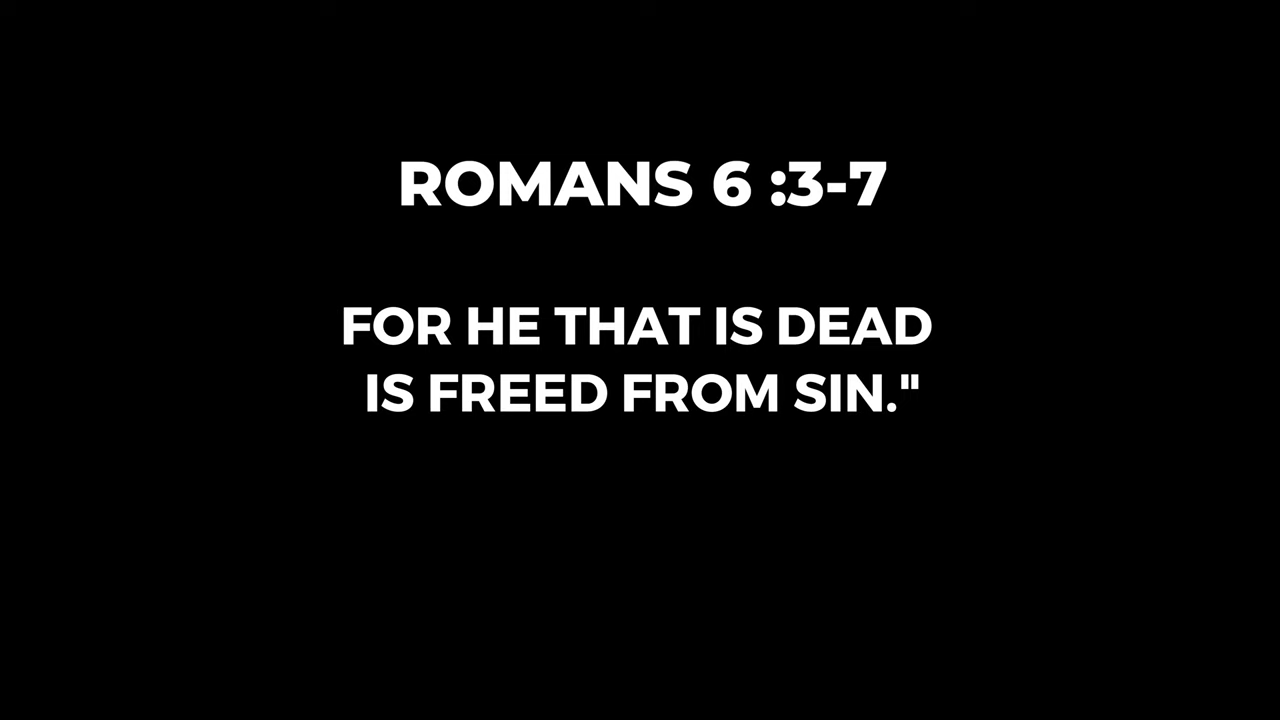 ROMANS 6 :3-7
FOR HE THAT IS DEAD
IS FREED FROM SIN."